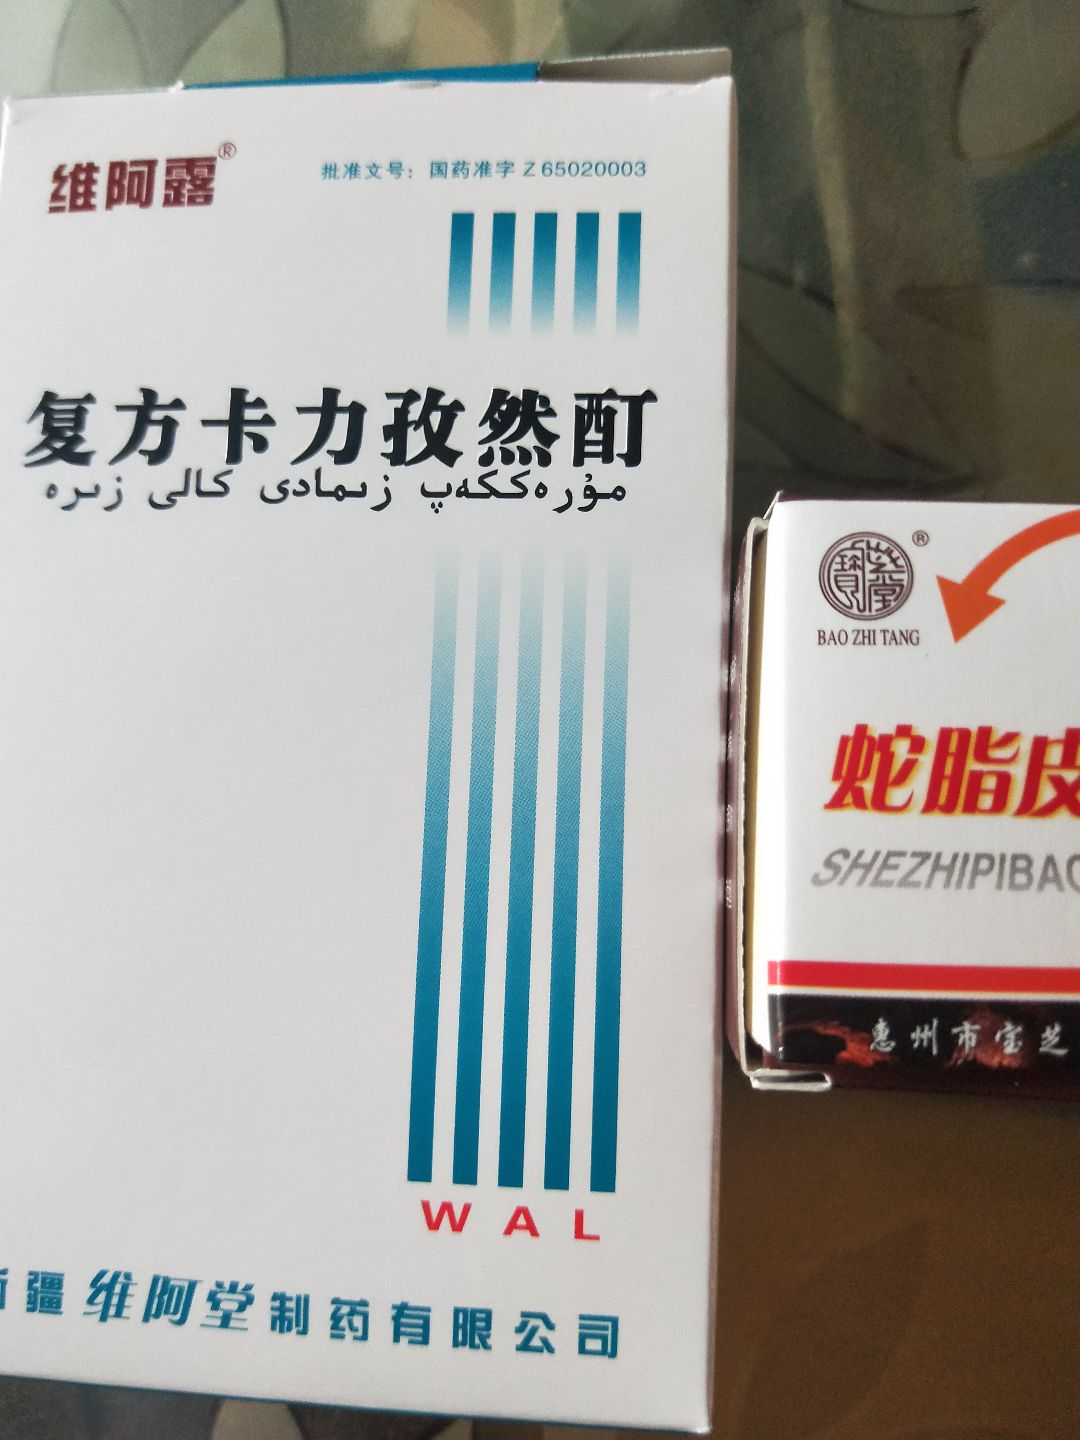 维阿露®
批准文号：国药准字 Z 65020003
复方卡力孜然酊
مۇرەككەپ زىمادى كالى زىرە
WAL
疆维阿堂制药有限公司
®
BAO ZHI TANG
蛇脂皮
SHEZHIPIBAO
惠州市宝芝